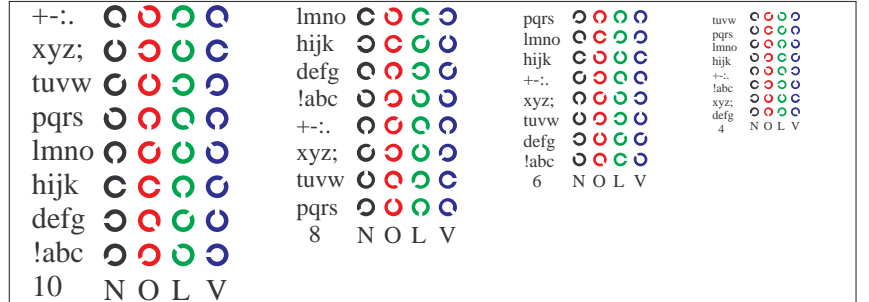 +-:.
xyz;
tuvw
pqrs
lmno
hijk
defg
!abc
10 N O L V
lmno
hijk
defg
!abc
+-:.
xyz;
tuvw
pqrs
8 N O L V
pqrs
lmno
hijk
+-:.
xyz;
tuvw
defg
!abc
6 N O L V
tuvw
pqrs
lmno
hijk
+-:.
!abc
xyz;
defg
4 N O L V